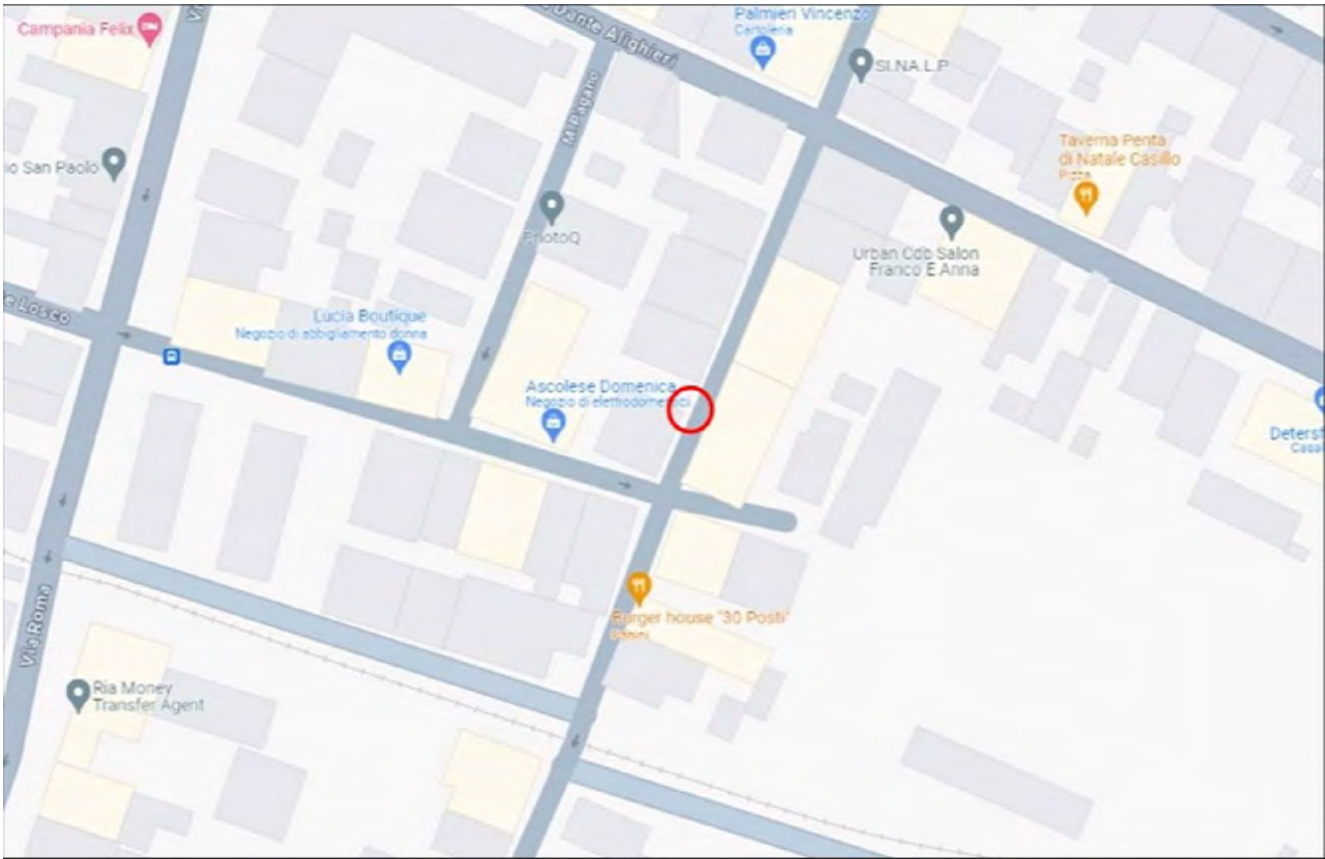 Campania Felix
Dante Alighieri
Palmieri Vincenzo
Cartoleria
SI.NA.L.P
M. Pagano
Taverna Penta
di Natale Casillo
Pizza
San Paolo
PhotoQ
Urban Cdb Salon
Franco E Anna
Losco
Lucia Boutique
Negozio di abbigliamento donna
Ascolese Domenica
Negozio di elettrodomestici
Deters
Casal
Burger house "30 Posti"
Panini
Via Roma
Ria Money
Transfer Agent